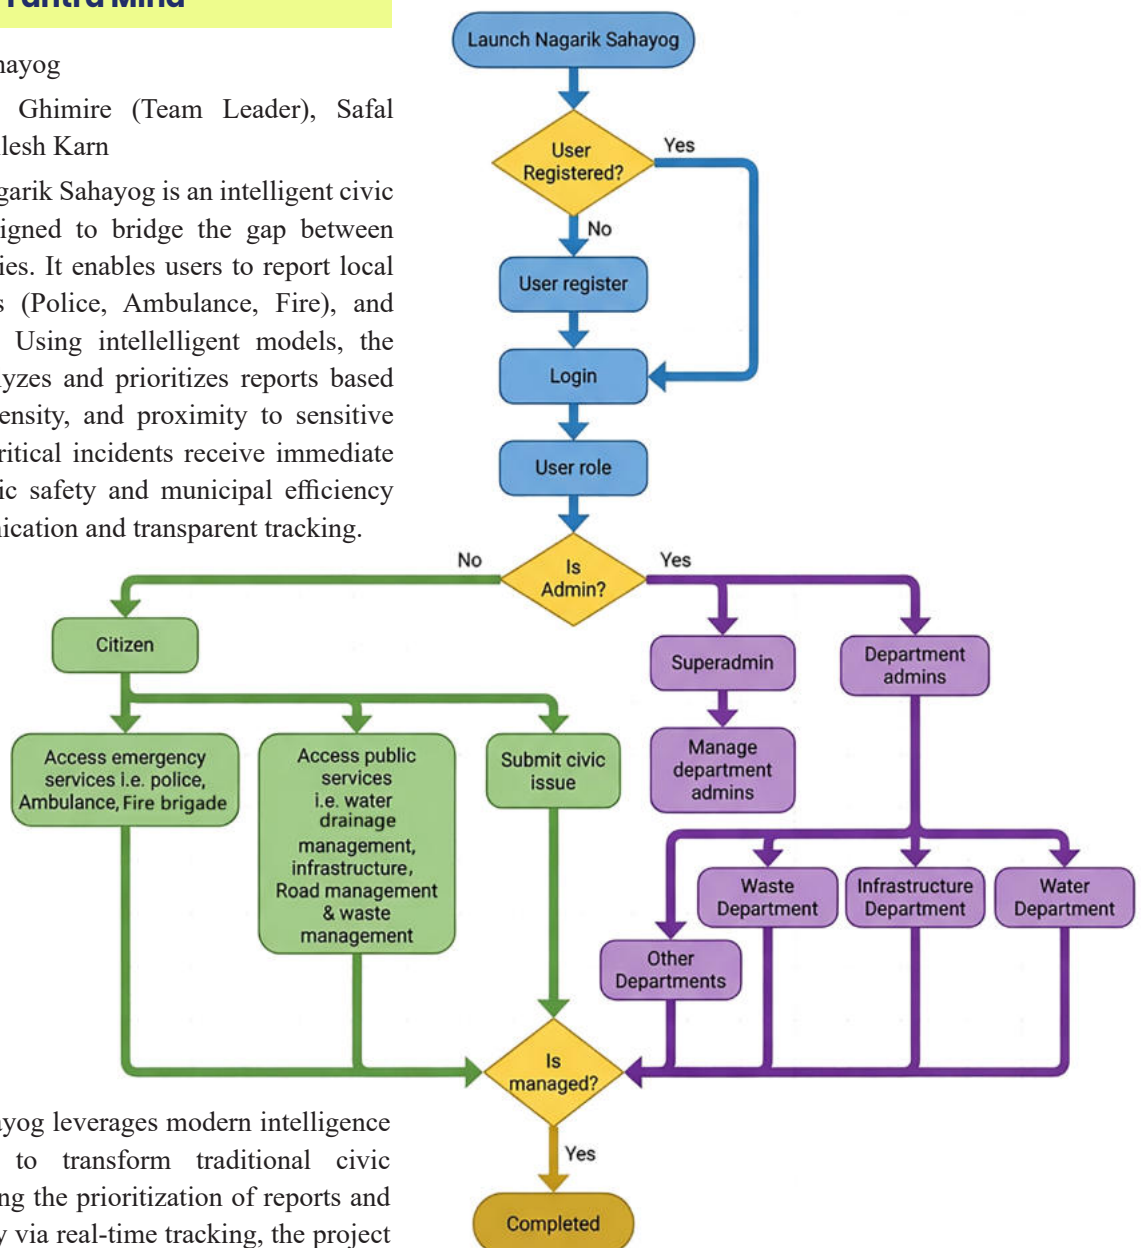 Tantra Mind
hayog
Ghimire (Team Leader), Safal
lesh Karn
garik Sahayog is an intelligent civic
igned to bridge the gap between
ies. It enables users to report local
s (Police, Ambulance, Fire), and
Using intellelligent models, the
lyzes and prioritizes reports based
ensity, and proximity to sensitive
ritical incidents receive immediate
ic safety and municipal efficiency
nication and transparent tracking.
Launch Nagarik Sahayog
User
Registered?
Yes
No
User register
Login
User role
Is
Admin?
No
Yes
Citizen
Access emergency
services i.e. police,
Ambulance, Fire brigade
Access public
services
i.e. water
drainage
management,
infrastructure,
Road management
& waste
management
Submit civic
issue
Superadmin
Manage
department
admins
Department
admins
Other
Departments
Waste
Department
Infrastructure
Department
Water
Department
Is
managed?
Yes
Completed
ayog leverages modern intelligence
to transform traditional civic
ing the prioritization of reports and
y via real-time tracking, the project